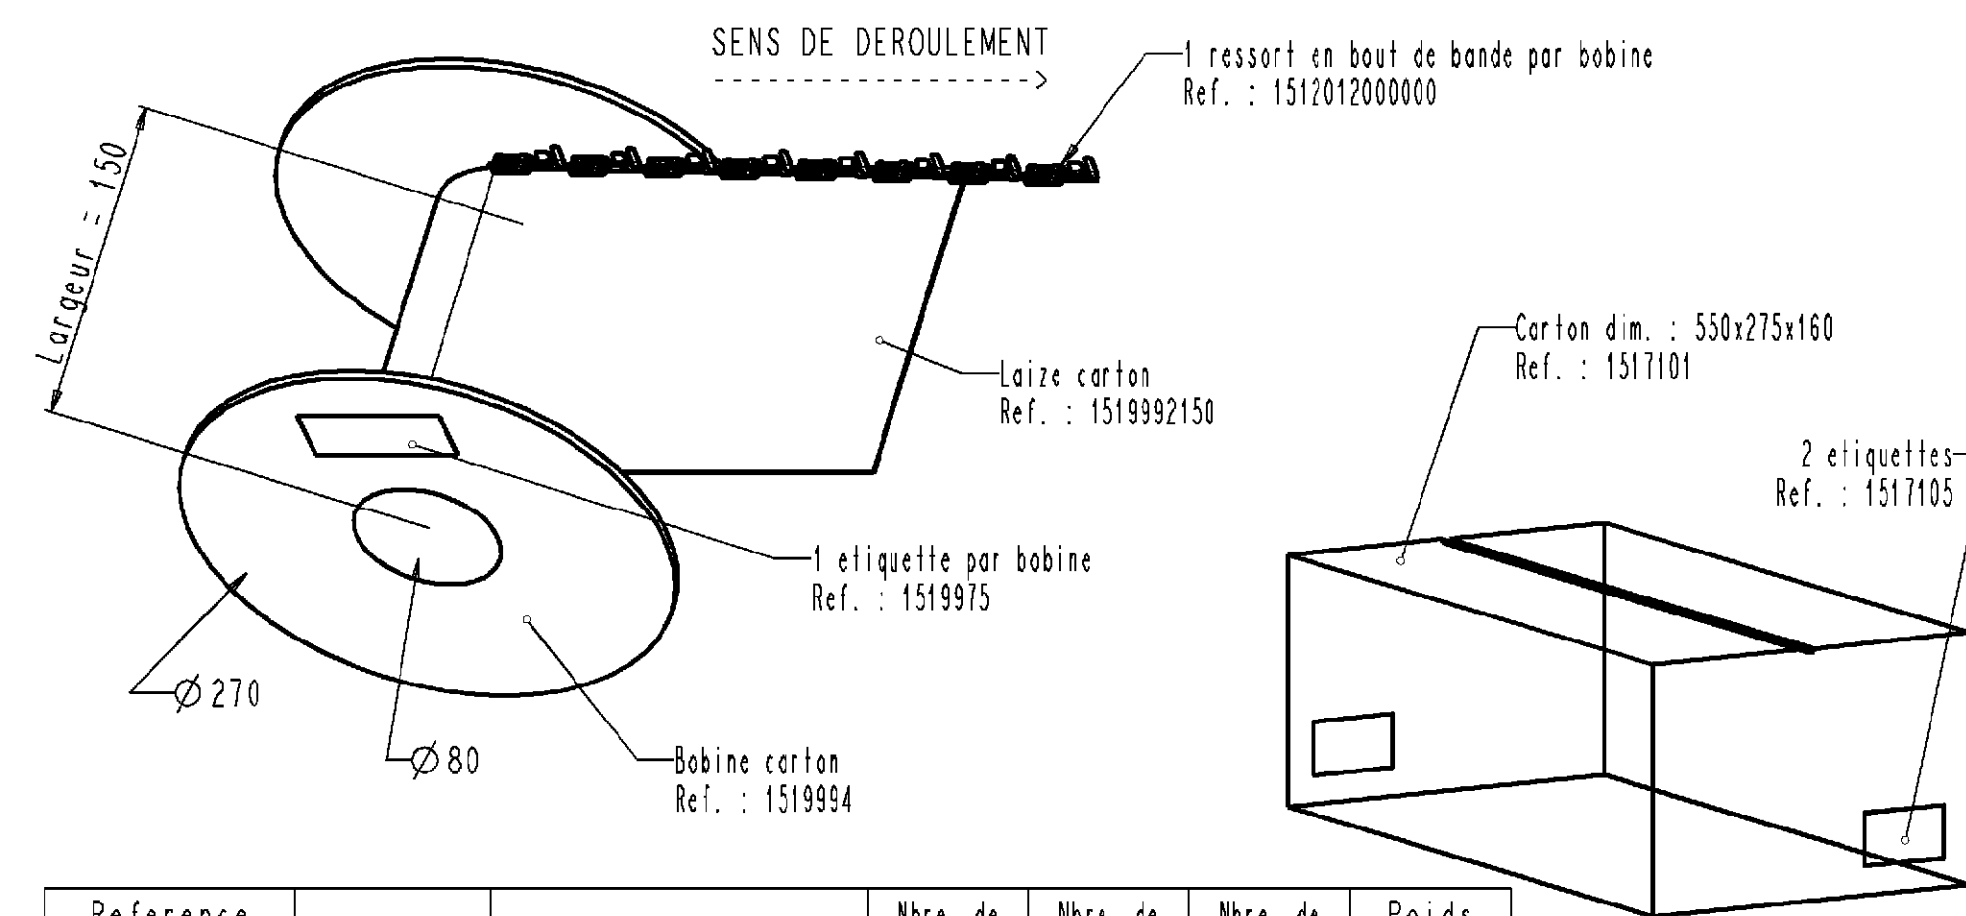 SENS DE DEROULEMENT
1 ressort en bout de bande par bobine
Ref. : 1512012000000
Largeur = 150
Carton dim. : 550x275x160
Ref. : 1517101
Laize carton
Ref. : 1519992150
2 etiquettes
Ref. : 1517105
1 etiquette par bobine
Ref. : 1519975
Ø 270
Ø 80
Bobine carton
Ref. : 1519994
Reference Nbre de Nbre de Nbre de Poids